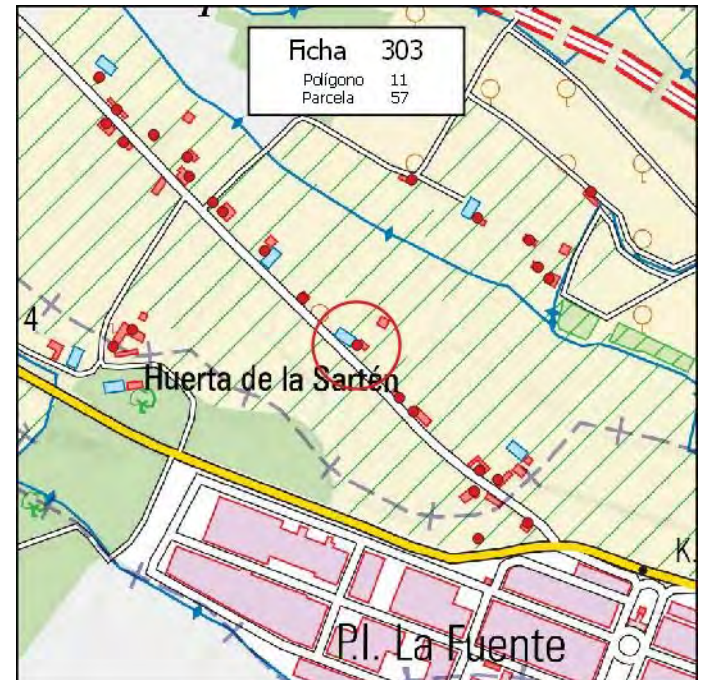 Ficha 303
Polígono 11
Parcela 57
4
Huerta de la Sartén
K.
P.I. La Fuente